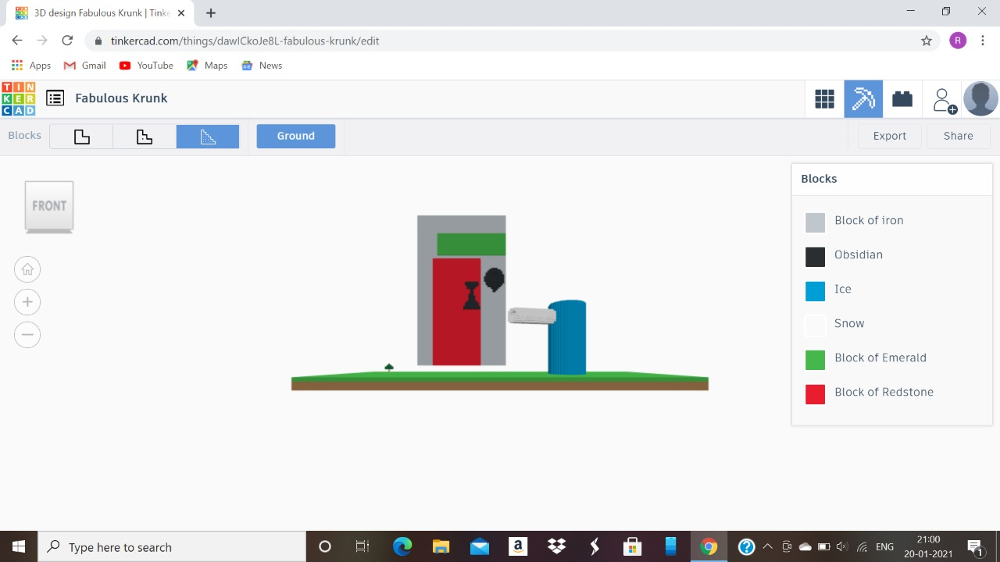 3D design Fabulous Krunk | Tinke
tinkercad.com/things/dawICkoJe8L-fabulous-krunk/edit
R
Apps
Gmail
YouTube
Maps
News
TIN
KER
CAD
Fabulous Krunk
Blocks
Ground
Export
Share
FRONT
Blocks
Block of iron
Obsidian
Ice
Snow
Block of Emerald
Block of Redstone
Type here to search
a
ENG
21:00
20-01-2021
1